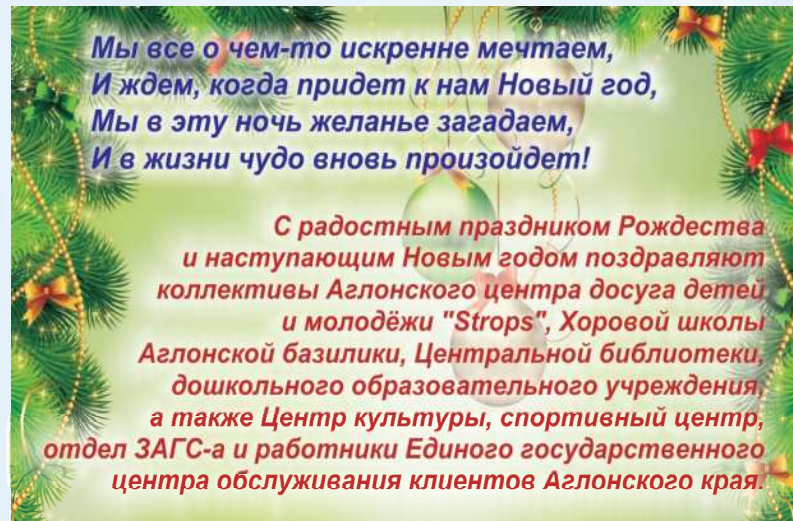 Мы все о чем-то искренне мечтаем,
И ждем, когда придет к нам Новый год,
Мы в эту ночь желанье загадаем,
И в жизни чудо вновь произойдет!
С радостным праздником Рождества
и наступающим Новым годом поздравляют
коллективы Аглонского центра досуга детей
и молодёжи "Strops", Хоровой школы
Аглонской базилики, Центральной библиотеки,
дошкольного образовательного учреждения,
а также Центр культуры, спортивный центр,
отдел ЗАГС-а и работники Единого государственного
центра обслуживания клиентов Аглонского края.